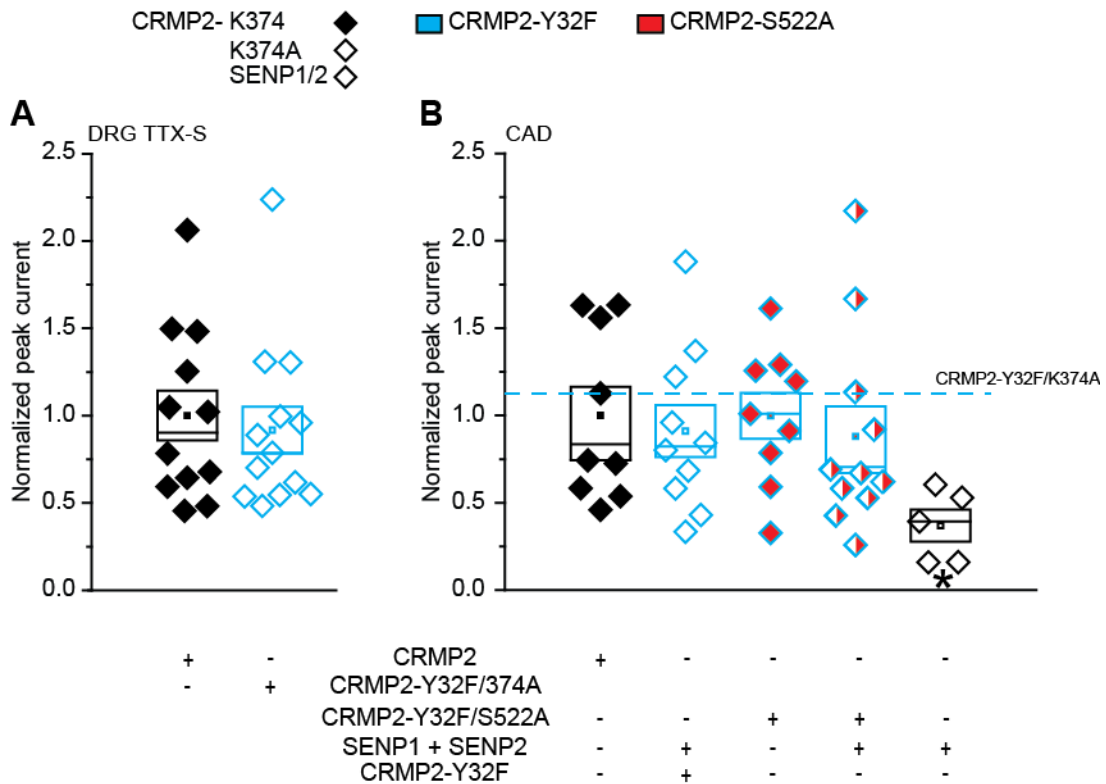 CRMP2- K374 CRMP2-Y32F CRMP2-S522A
K374A
SENP1/2
A B
DRG TTX-S CAD
2.5 2.5
2.0 2.0
1.5 1.5
CRMP2-Y32F/K374A
1.0 1.0
0.5 0.5
0.0 0.0
Normalized peak current Normalized peak current
*
+ - CRMP2 + - - - -
- + CRMP2-Y32F/374A
CRMP2-Y32F/S522A - - + + -
SENP1 + SENP2 - + - + +
CRMP2-Y32F - +